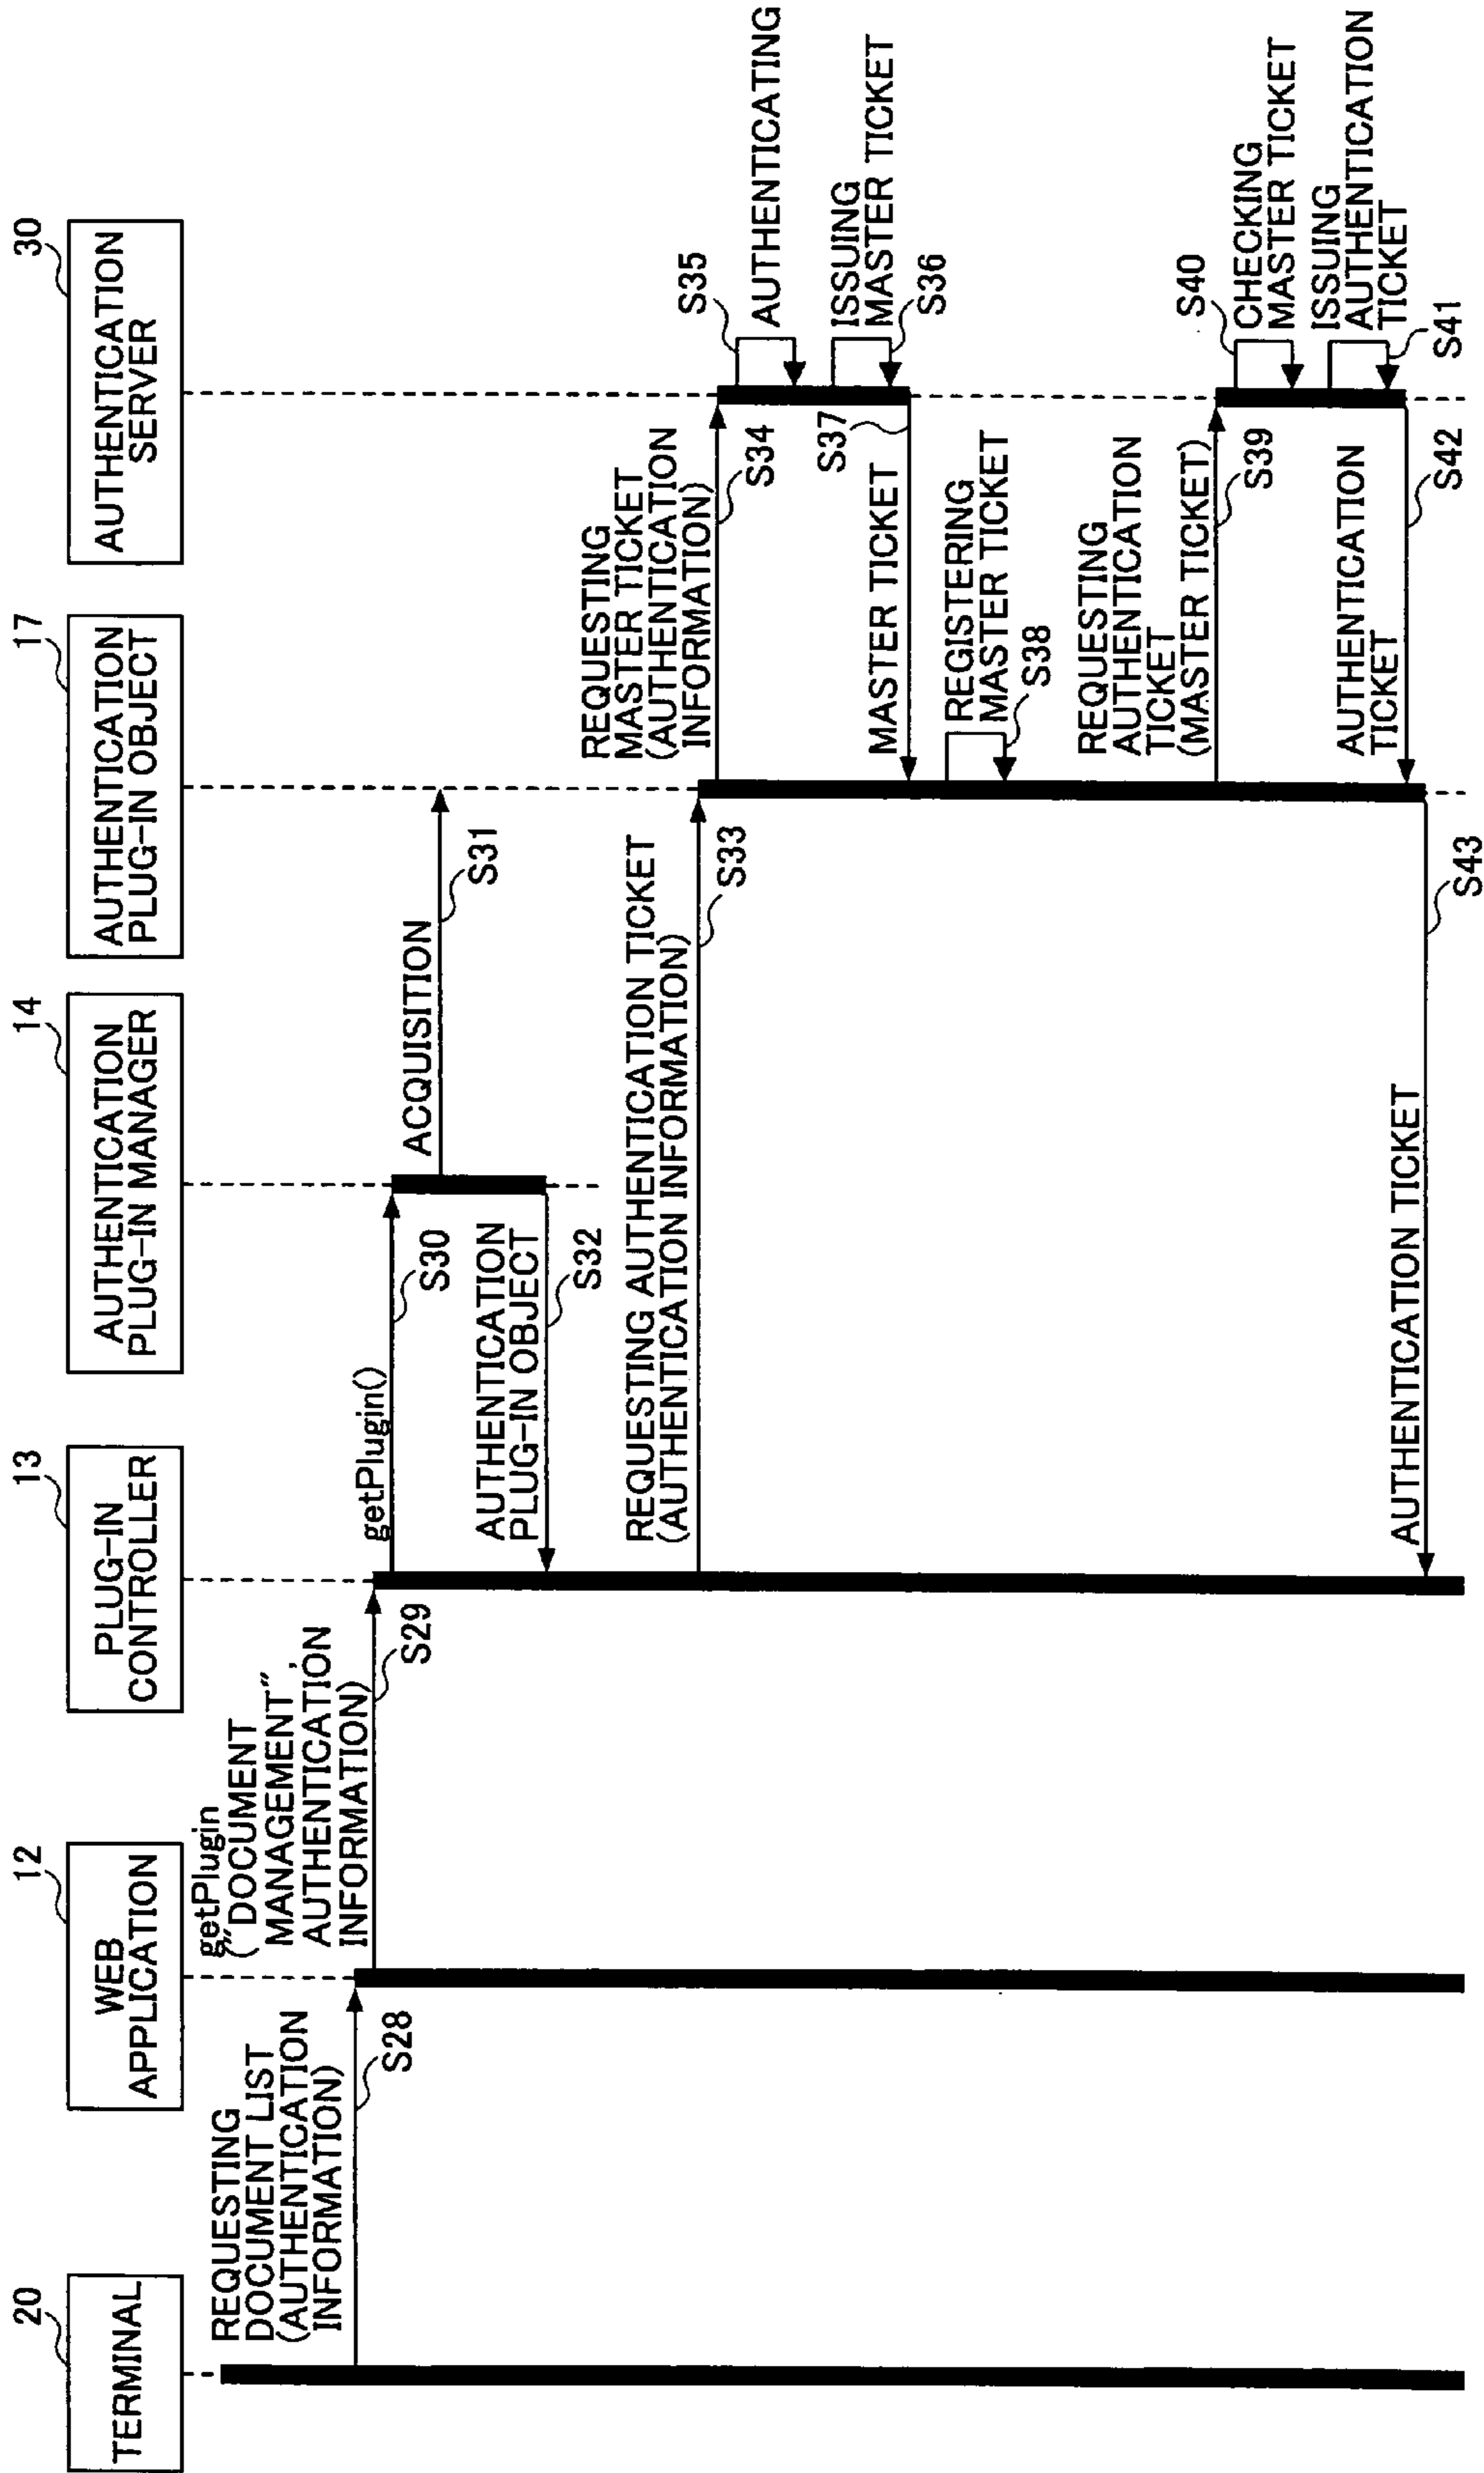 20
TERMINAL
12
WEB
APPLICATION
13
PLUG-IN
CONTROLLER
14
AUTHENTICATION
PLUG-IN MANAGER
17
AUTHENTICATION
PLUG-IN OBJECT
30
AUTHENTICATION
SERVER
REQUESTING
DOCUMENT LIST
(AUTHENTICATION
INFORMATION)
S28
getPlugin
("DOCUMENT
MANAGEMENT",
AUTHENTICATION
INFORMATION)
S29
getPlugin()
S30
ACQUISITION
S31
AUTHENTICATION
PLUG-IN OBJECT
S32
REQUESTING AUTHENTICATION TICKET
(AUTHENTICATION INFORMATION)
S33
REQUESTING
MASTER TICKET
(AUTHENTICATION
INFORMATION)
S34
S35
AUTHENTICATING
ISSUING
MASTER TICKET
S36
S37
MASTER TICKET
REGISTERING
MASTER TICKET
S38
REQUESTING
AUTHENTICATION
TICKET
(MASTER TICKET)
S39
S40
CHECKING
MASTER TICKET
ISSUING
AUTHENTICATION
TICKET
S41
AUTHENTICATION
TICKET
S42
AUTHENTICATION TICKET
S43